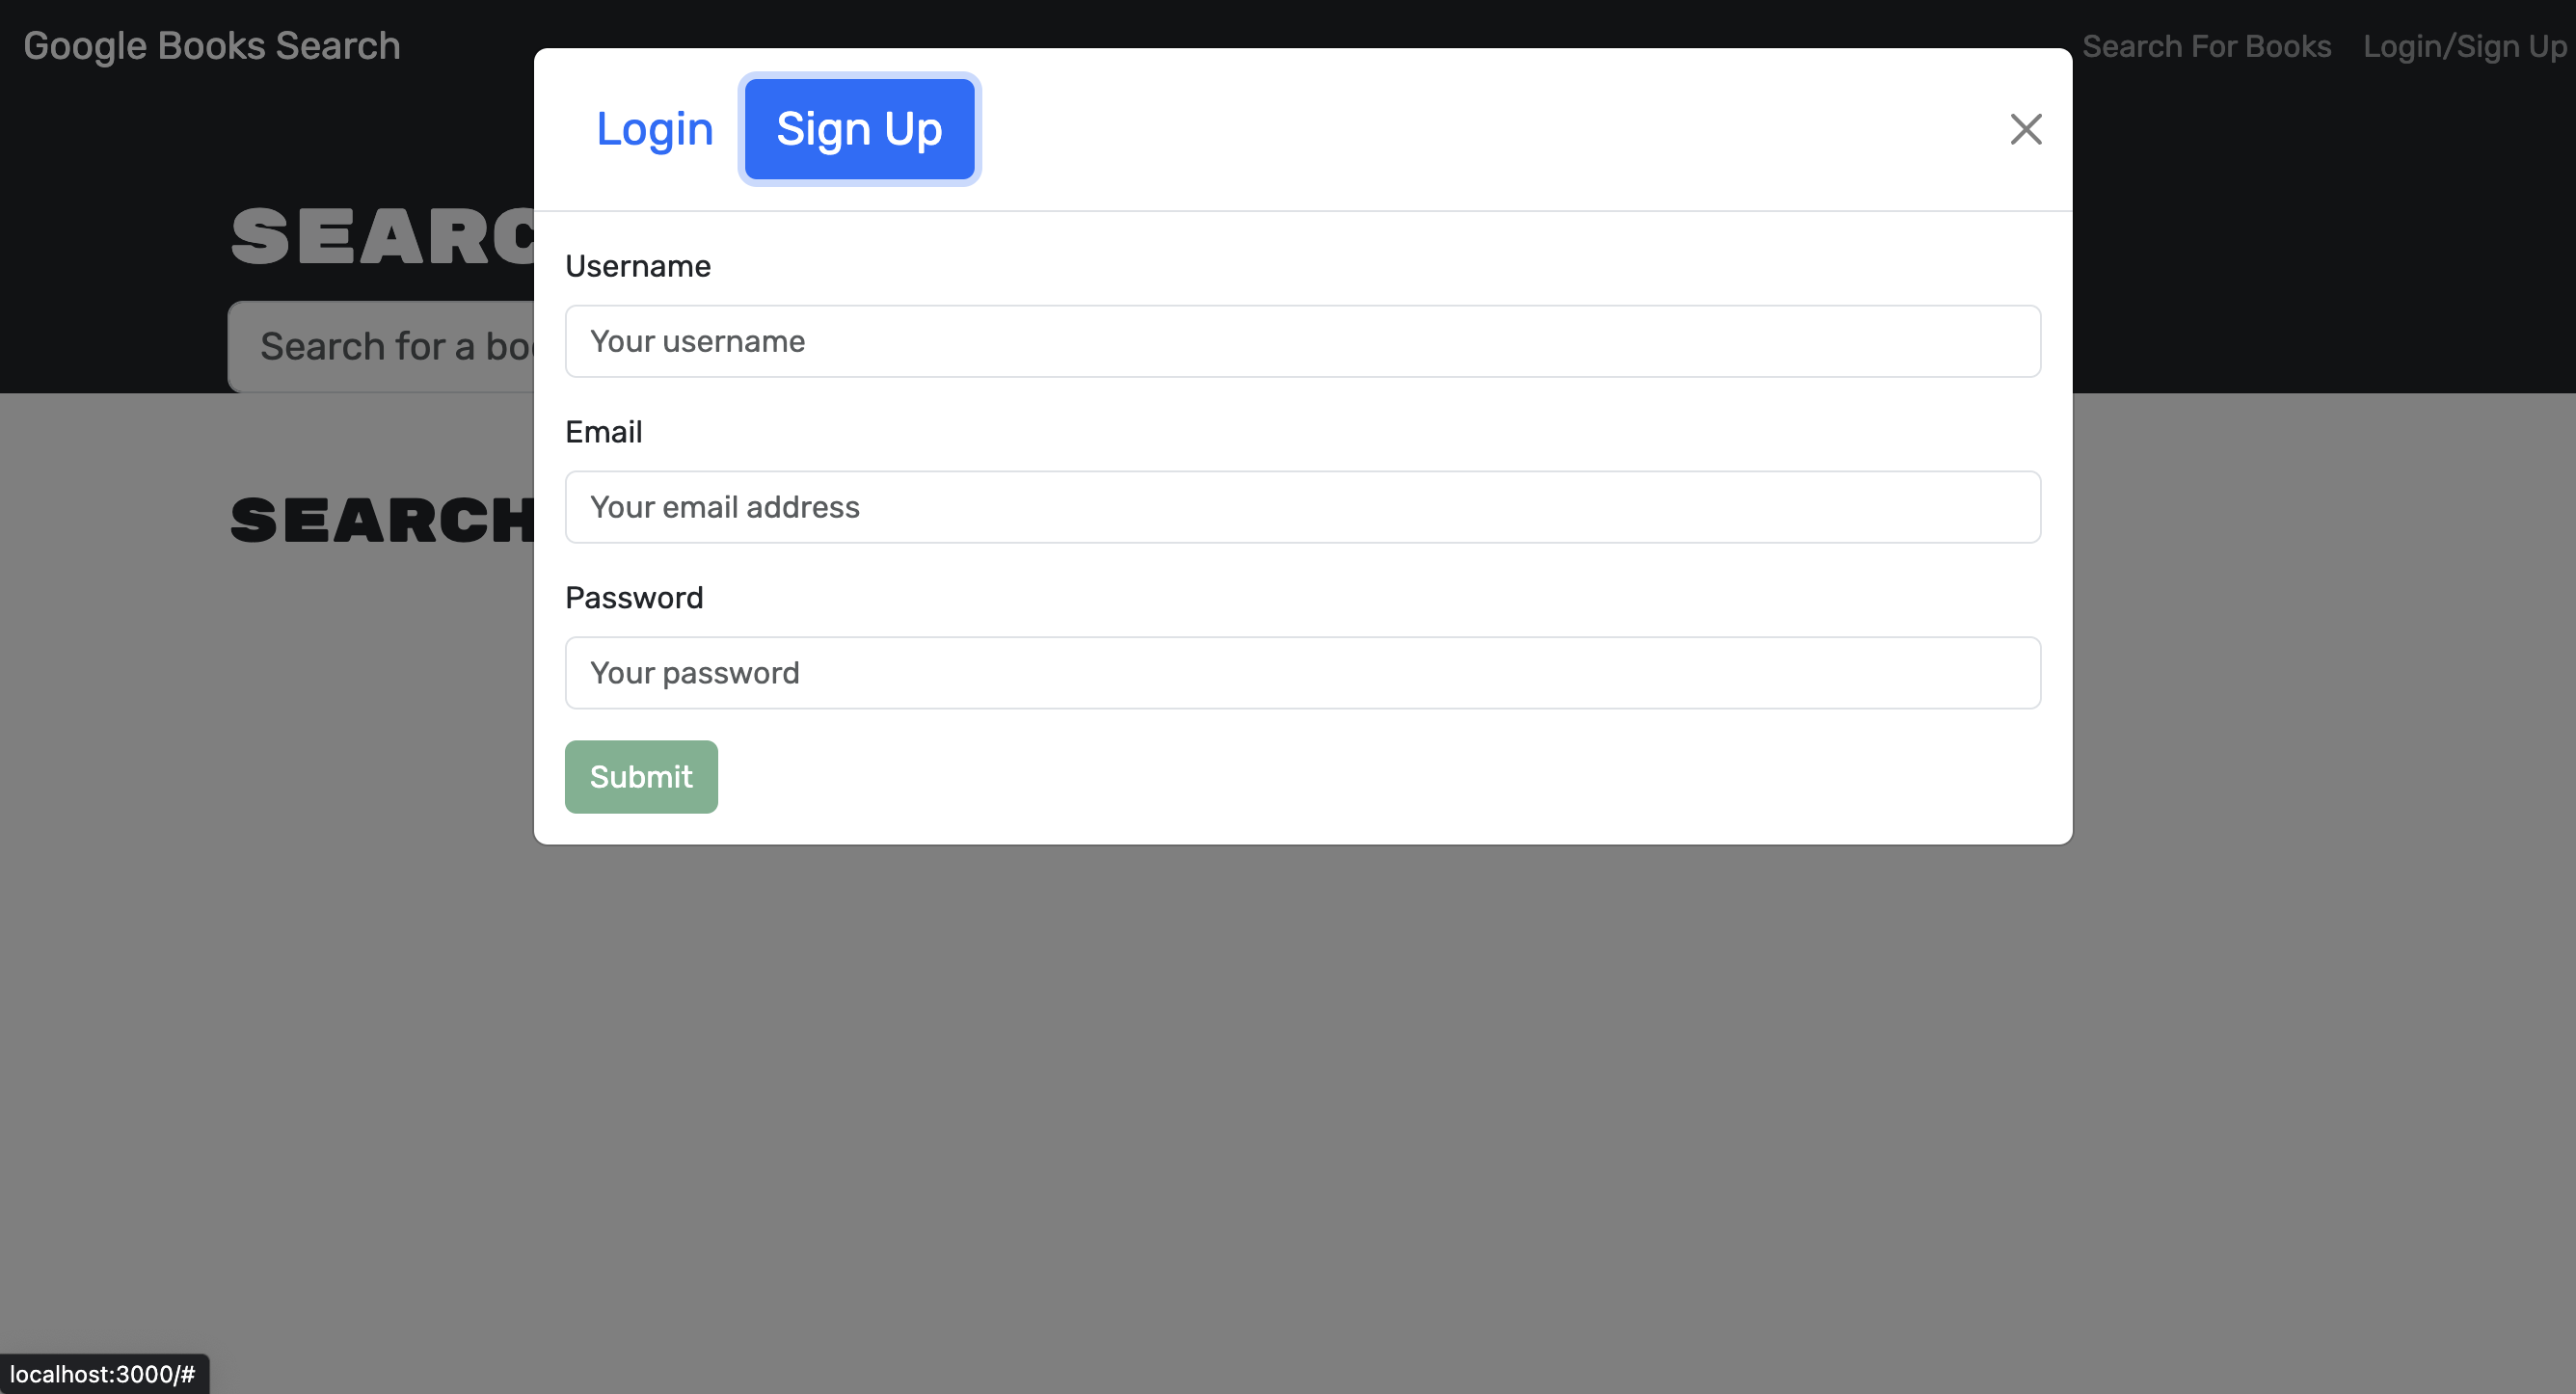 Google Books Search
Search For Books
Login/Sign Up
Login
Sign Up
SEARC
Search for a bo
Username
Your username
Email
Your email address
SEARCH
Password
Your password
Submit
localhost:3000/#